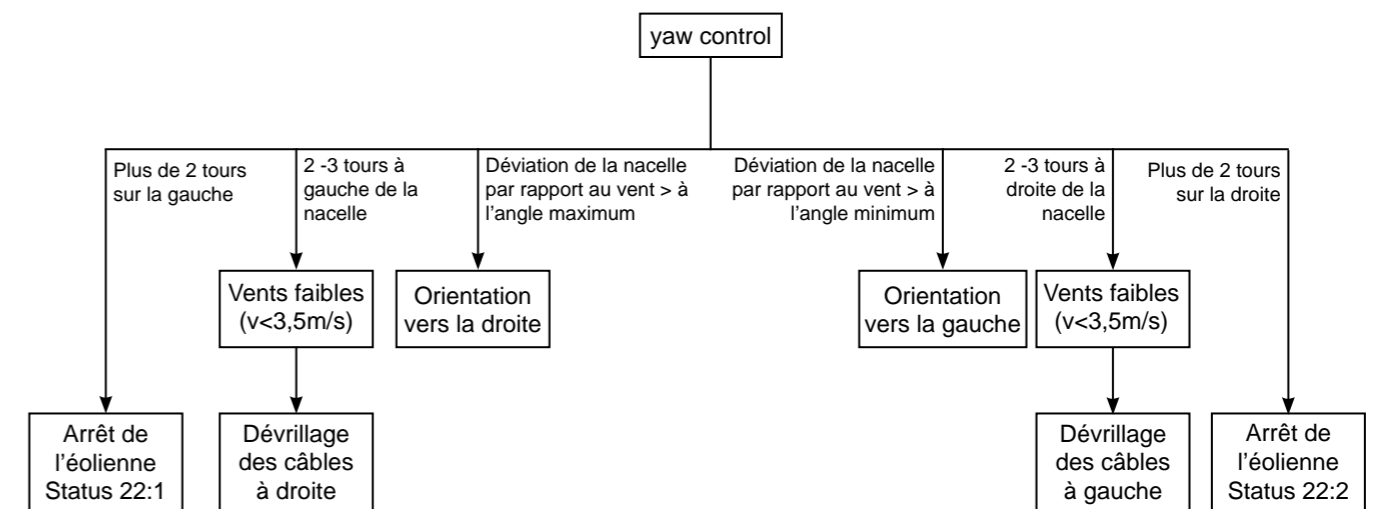 yaw control
Plus de 2 tours
sur la gauche
2 -3 tours à
gauche de la
nacelle
Déviation de la nacelle
par rapport au vent > à
l’angle maximum
Déviation de la nacelle
par rapport au vent > à
l’angle minimum
2 -3 tours à
droite de la
nacelle
Plus de 2 tours
sur la droite
Vents faibles
(v<3,5m/s)
Orientation
vers la droite
Orientation
vers la gauche
Vents faibles
(v<3,5m/s)
Arrêt de
l’éolienne
Status 22:1
Dévrillage
des câbles
à droite
Dévrillage
des câbles
à gauche
Arrêt de
l’éolienne
Status 22:2